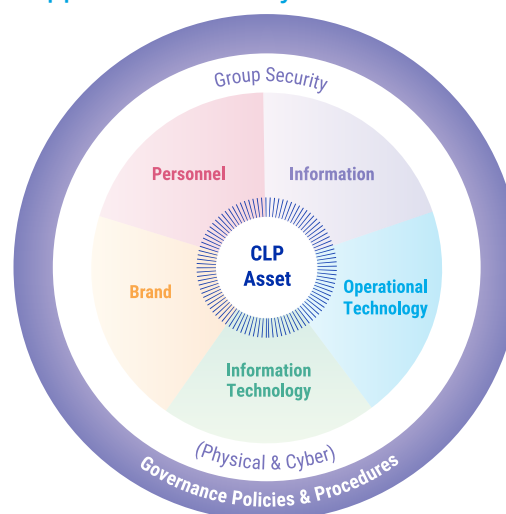 Group Security
Personnel
Information
CLP
Asset
Brand
Operational
Technology
Information
Technology
(Physical & Cyber)
Governance Policies & Procedures